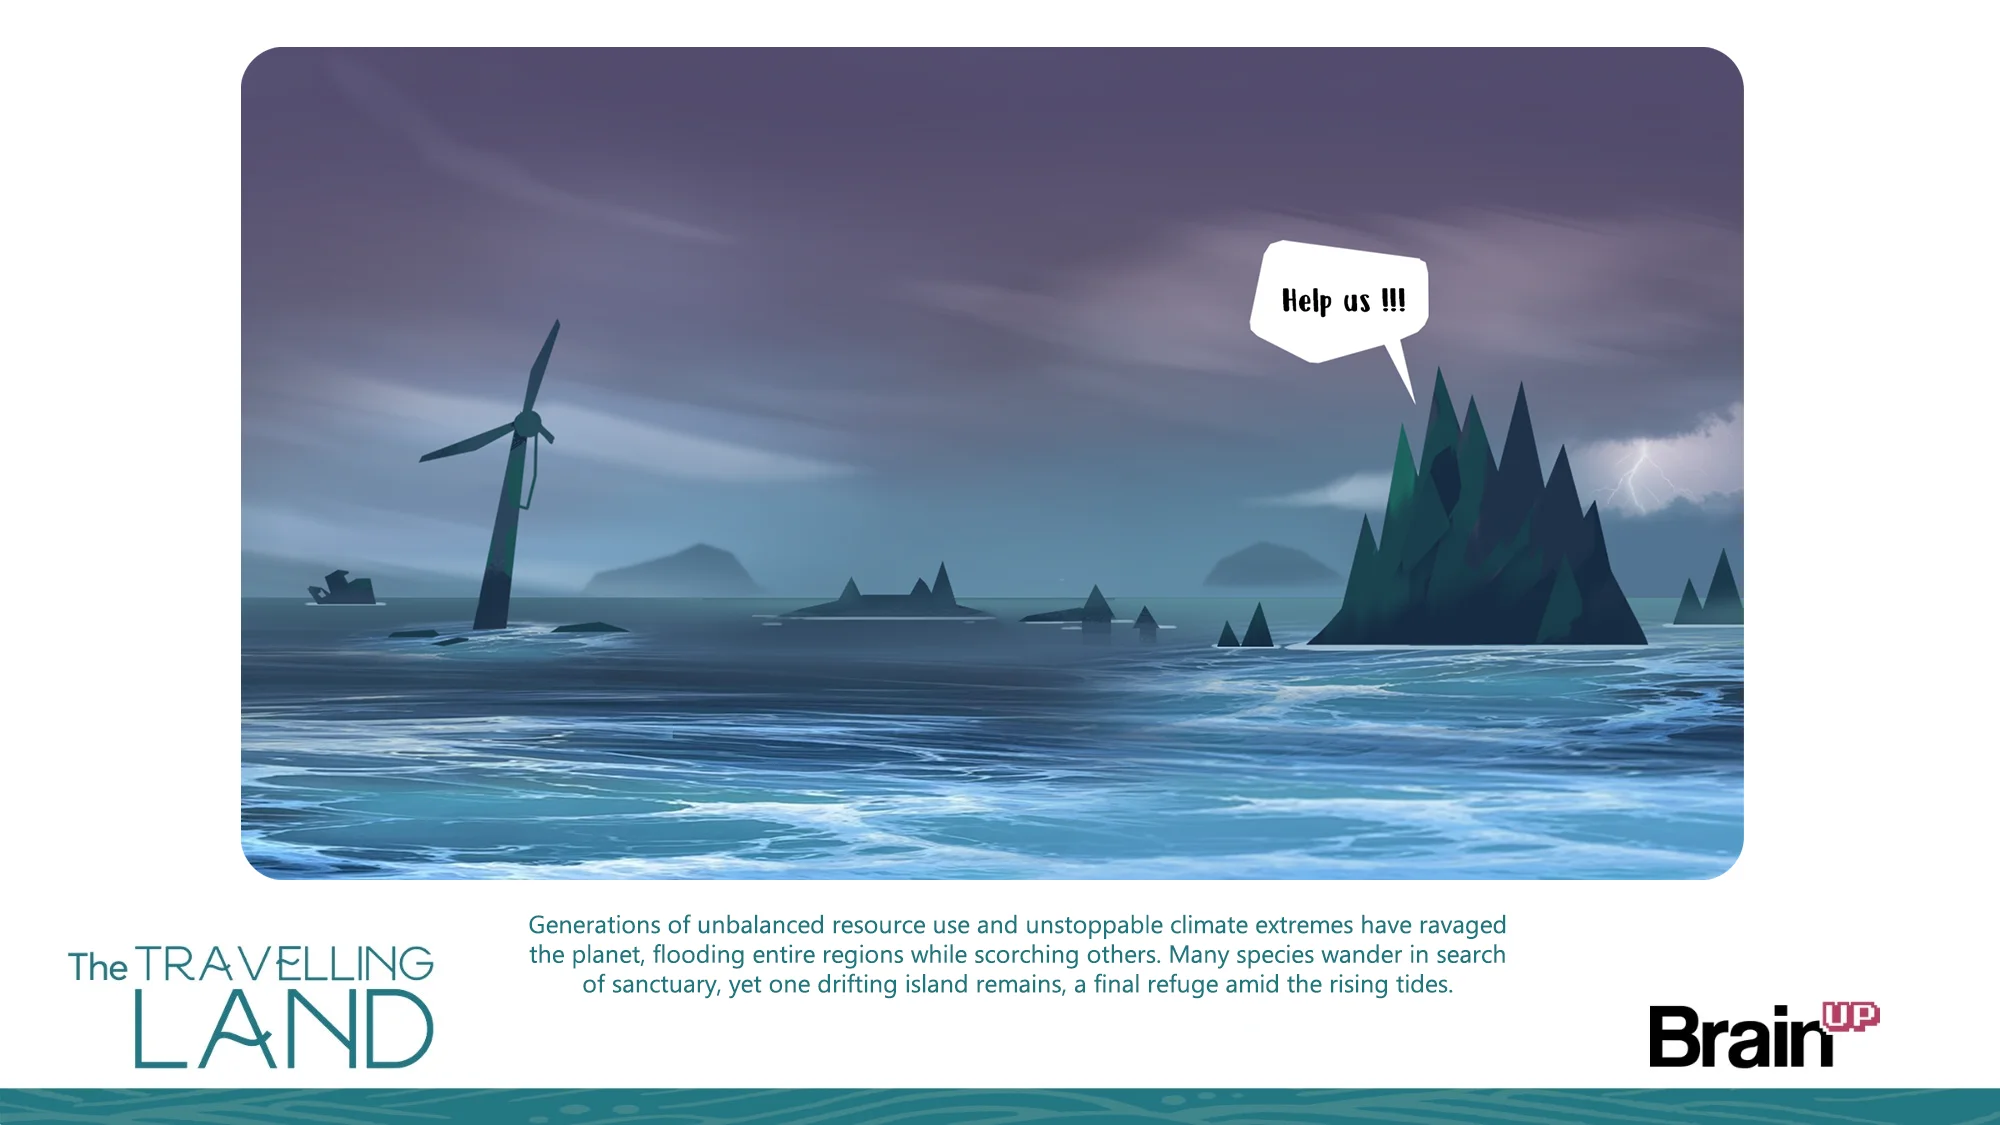 Help us !!!
Generations of unbalanced resource use and unstoppable climate extremes have ravaged
the planet, flooding entire regions while scorching others. Many species wander in search
of sanctuary, yet one drifting island remains, a final refuge amid the rising tides.
The TRAVELLING
LAND
BrainUP